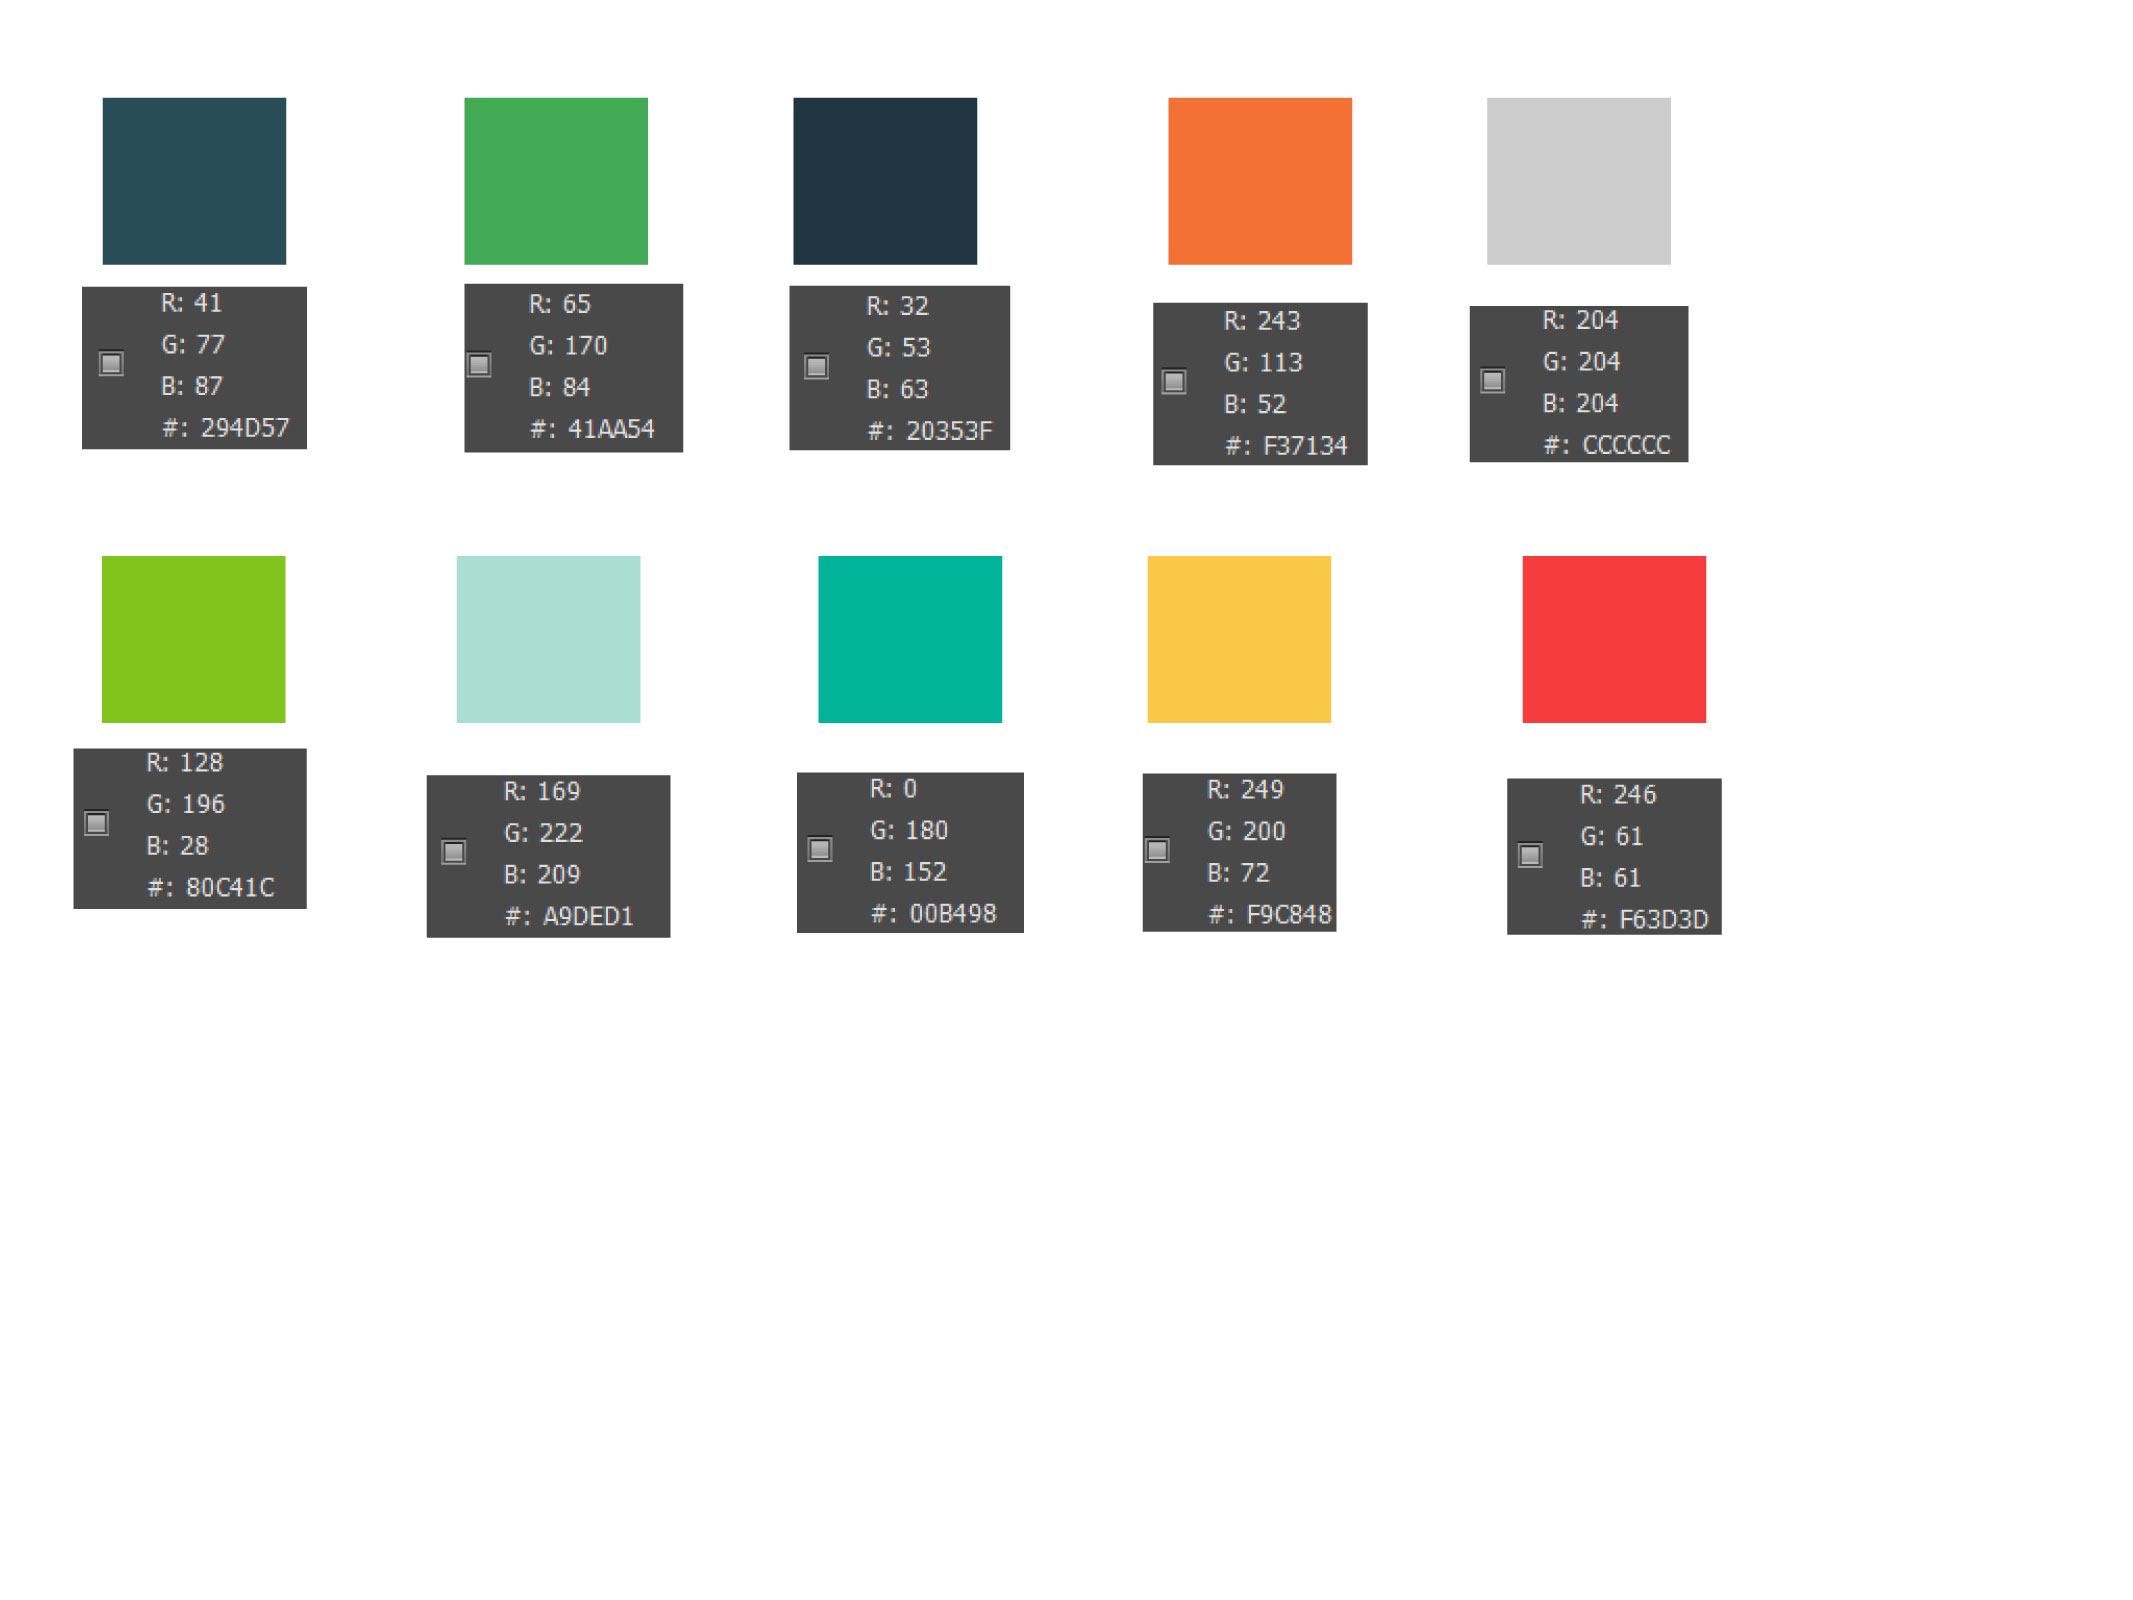 R: 41
G: 77
B: 87
#: 294D57
R: 65
G: 170
B: 84
#: 41AA54
R: 32
G: 53
B: 63
#: 20353F
R: 243
G: 113
B: 52
#: F37134
R: 204
G: 204
B: 204
#: CCCCCC
R: 128
G: 196
B: 28
#: 80C41C
R: 169
G: 222
B: 209
#: A9DED1
R: 0
G: 180
B: 152
#: 00B498
R: 249
G: 200
B: 72
#: F9C848
R: 246
G: 61
B: 61
#: F63D3D